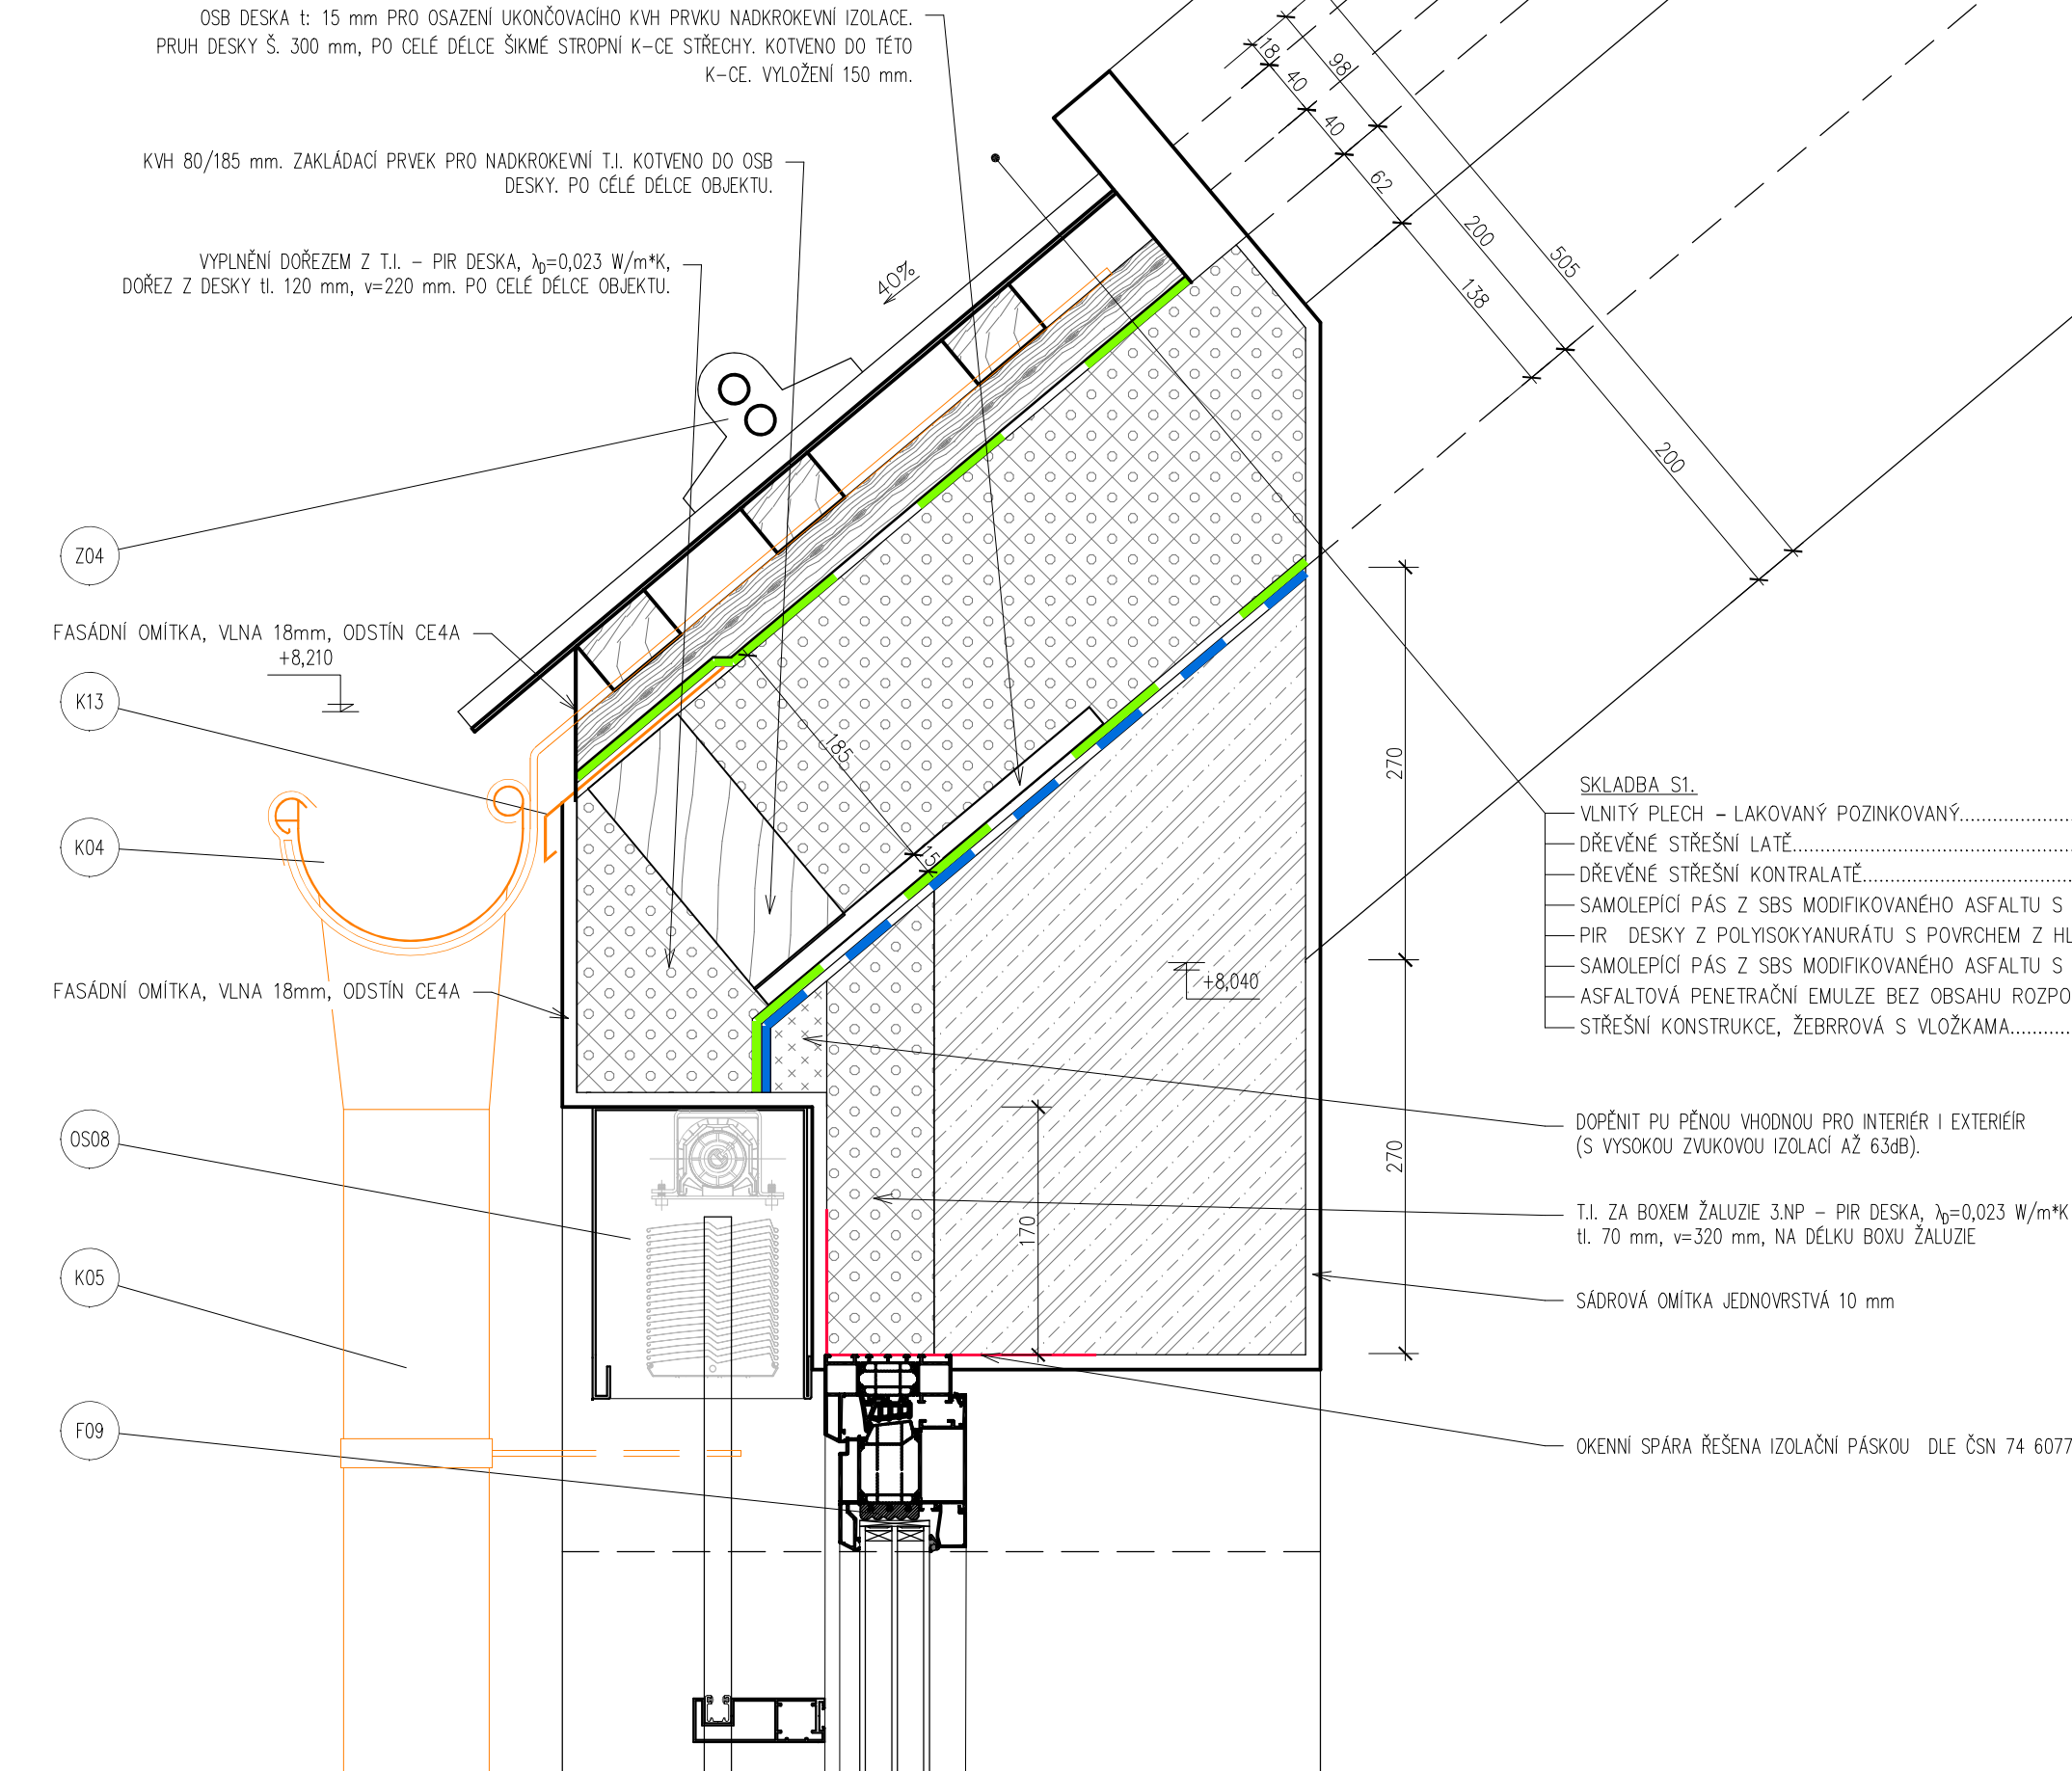 OSB DESKA t: 15 mm PRO OSAZENÍ UKONČOVACÍHO KVH PRVKU NADKROKEVNÍ IZOLACE.
PRUH DESKY Š. 300 mm, PO CELÉ DÉLCE ŠIKMÉ STROPNÍ K-CE STŘECHY. KOTVENO DO TÉTO
K-CE. VYLOŽENÍ 150 mm.
KVH 80/185 mm. ZAKLÁDACÍ PRVEK PRO NADKROKEVNÍ T.I. KOTVENO DO OSB
DESKY. PO CÉLÉ DÉLCE OBJEKTU.
VYPLNĚNÍ DOŘEZEM Z T.I. - PIR DESKA, λD=0,023 W/m*K,
DOŘEZ Z DESKY tl. 120 mm, v=220 mm. PO CELÉ DÉLCE OBJEKTU.
40%
18
40
40
62
138
98
200
200
505
Z04
FASÁDNÍ OMÍTKA, VLNA 18mm, ODSTÍN CE4A
+8,210
K13
K04
185
15
270
FASÁDNÍ OMÍTKA, VLNA 18mm, ODSTÍN CE4A
+8,040
SKLADBA S1.
VLNITÝ PLECH - LAKOVANÝ POZINKOVANÝ......................
DŘEVĚNÉ STŘEŠNÍ LATĚ......................................................
DŘEVĚNÉ STŘEŠNÍ KONTRALATĚ........................................
SAMOLEPÍCÍ PÁS Z SBS MODIFIKOVANÉHO ASFALTU S
PIR DESKY Z POLYISOKYANURÁTU S POVRCHEM Z HL
SAMOLEPÍCÍ PÁS Z SBS MODIFIKOVANÉHO ASFALTU S
ASFALTOVÁ PENETRAČNÍ EMULZE BEZ OBSAHU ROZPO
STŘEŠNÍ KONSTRUKCE, ŽEBRROVÁ S VLOŽKAMA...........
OS08
K05
F09
170
270
DOPĚNIT PU PĚNOU VHODNOU PRO INTERIÉR I EXTERIÉÍR
(S VYSOKOU ZVUKOVOU IZOLACÍ AŽ 63dB).
T.I. ZA BOXEM ŽALUZIE 3.NP - PIR DESKA, λD=0,023 W/m*K
tl. 70 mm, v=320 mm, NA DÉLKU BOXU ŽALUZIE
SÁDROVÁ OMÍTKA JEDNOVRSTVÁ 10 mm
OKENNÍ SPÁRA ŘEŠENA IZOLAČNÍ PÁSKOU DLE ČSN 74 6077